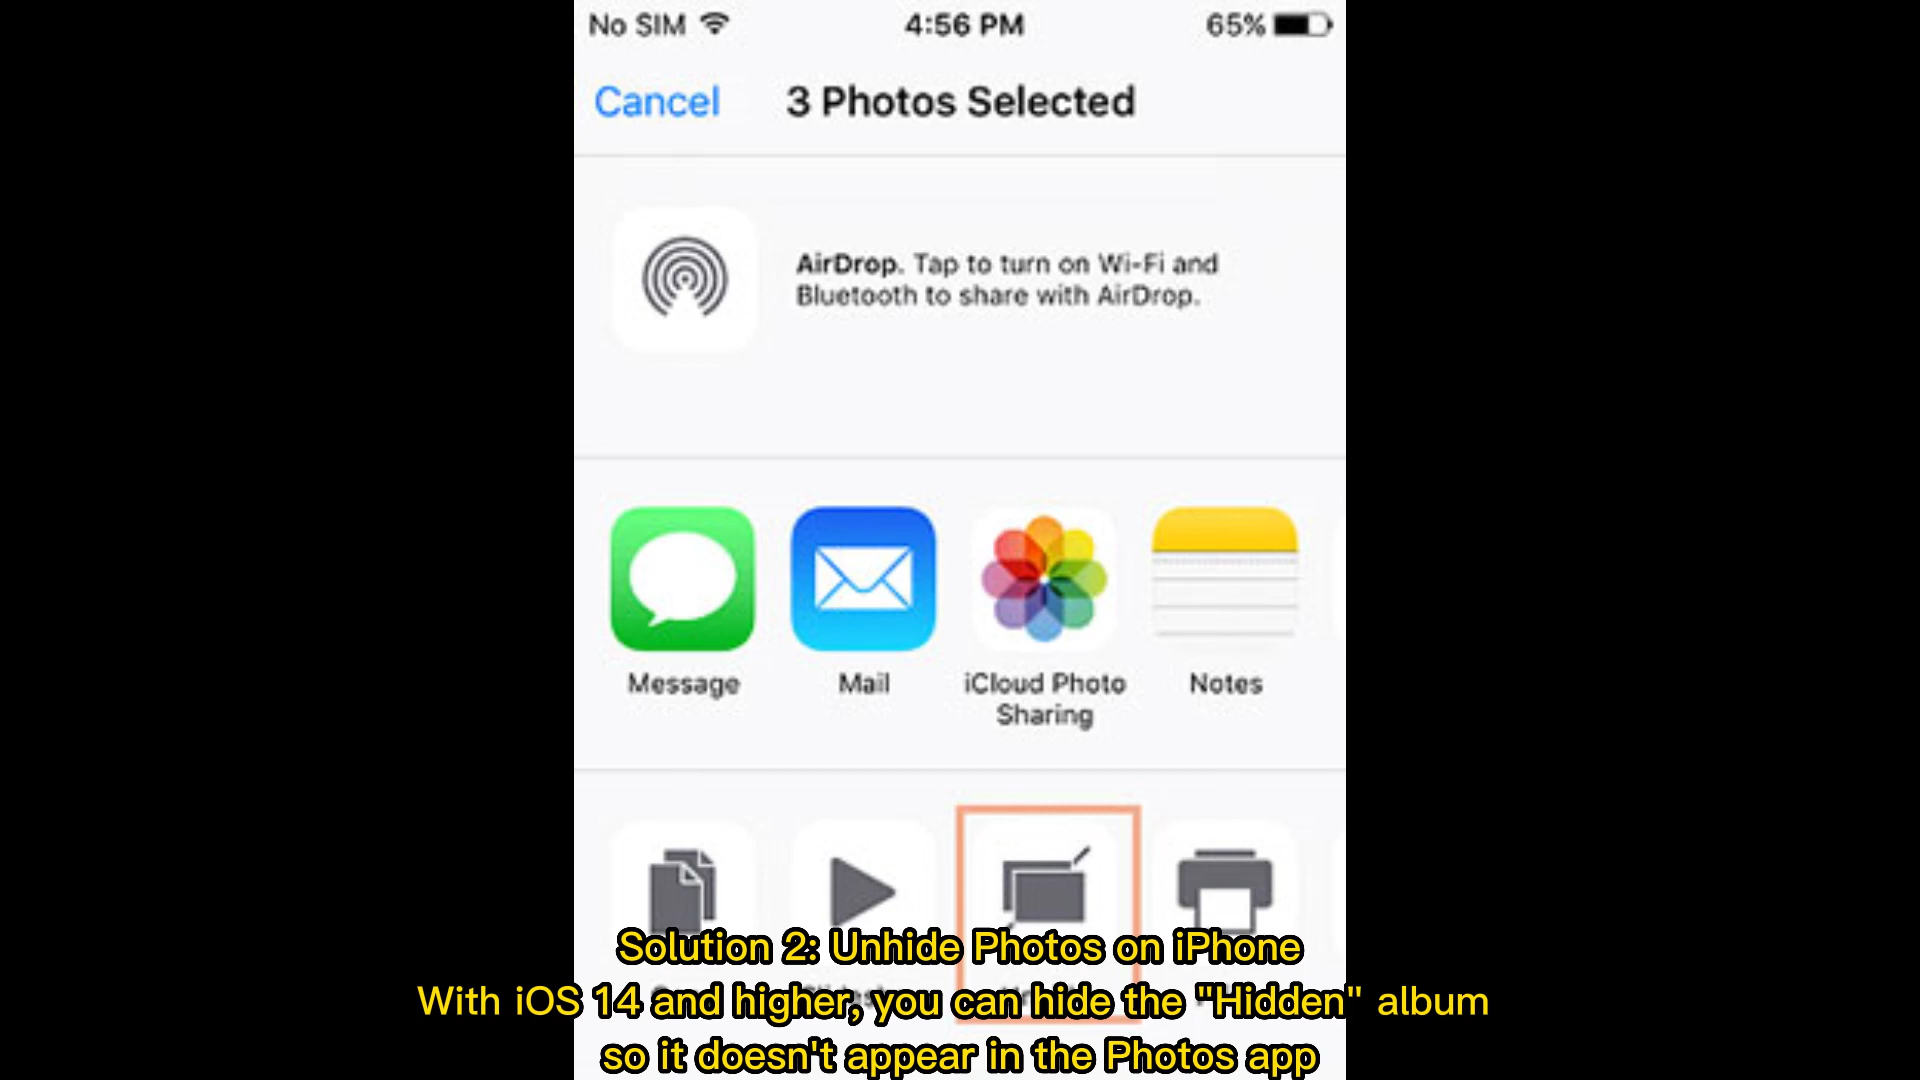 No SIM 4:56 PM 65%
Cancel 3 Photos Selected
AirDrop. Tap to turn on Wi-Fi and
Bluetooth to share with AirDrop.
Message Mail iCloud Photo Notes
Sharing
Solution 2: Unhide Photos on iPhone
With iOS 14 and higher, you can hide the "Hidden" album
so it doesn't appear in the Photos app